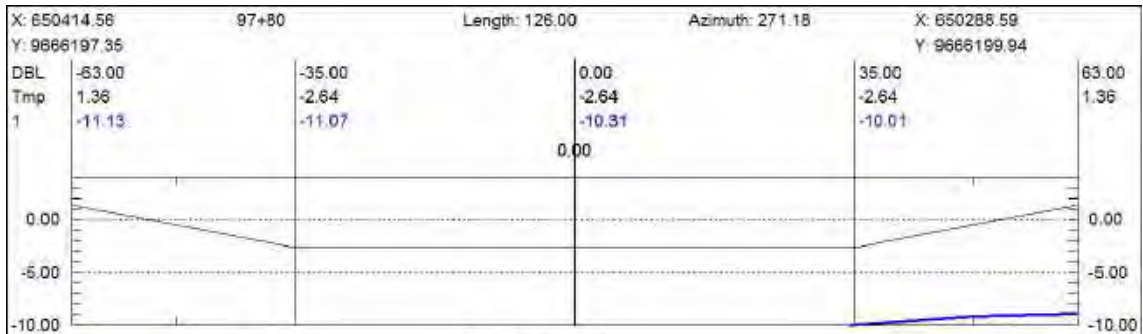 X: 650414.56 97+80 Length: 126.00 Azimuth: 271.18 X: 650288.59
Y: 9666197.35 Y: 9666199.94
DBL -63.00 -35.00 0.00 35.00 63.00
Tmp 1.36 -2.64 -2.64 -2.64 1.36
1 -11.13 -11.07 -10.31 -10.01
0.00
0.00 0.00
-5.00 -5.00
-10.00 -10.00